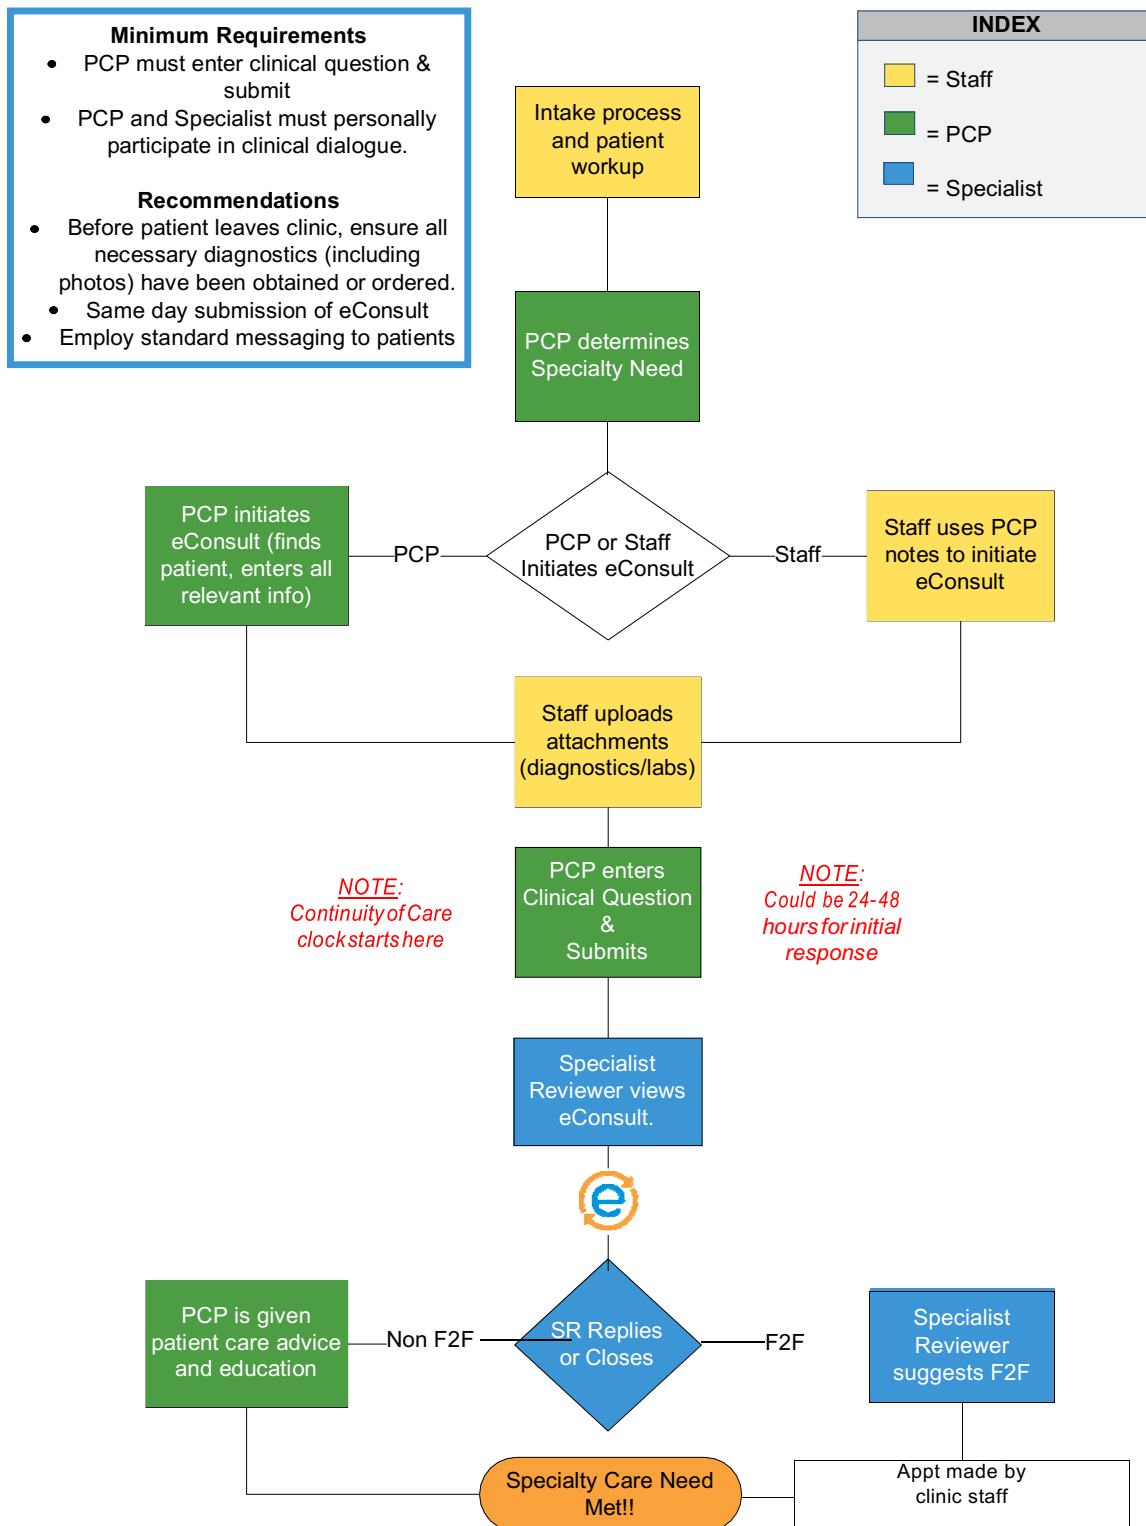 Minimum Requirements
• PCP must enter clinical question &
submit
• PCP and Specialist must personally
participate in clinical dialogue.
Recommendations
• Before patient leaves clinic, ensure all
necessary diagnostics (including
photos) have been obtained or ordered.
• Same day submission of eConsult
• Employ standard messaging to patients
INDEX
= Staff
= PCP
= Specialist
Intake process
and patient
workup
PCP determines
Specialty Need
PCP initiates
eConsult (finds
patient, enters all
relevant info)
PCP
PCP or Staff
Initiates eConsult
Staff
Staff uses PCP
notes to initiate
eConsult
Staff uploads
attachments
(diagnostics/labs)
NOTE:
Continuity of Care
clock starts here
PCP enters
Clinical Question
&
Submits
NOTE:
Could be 24-48
hours for initial
response
Specialist
Reviewer views
eConsult.
e
PCP is given
patient care advice
and education
Non F2F
SR Replies
or Closes
F2F
Specialist
Reviewer
suggests F2F
Specialty Care Need
Met!!
Appt made by
clinic staff